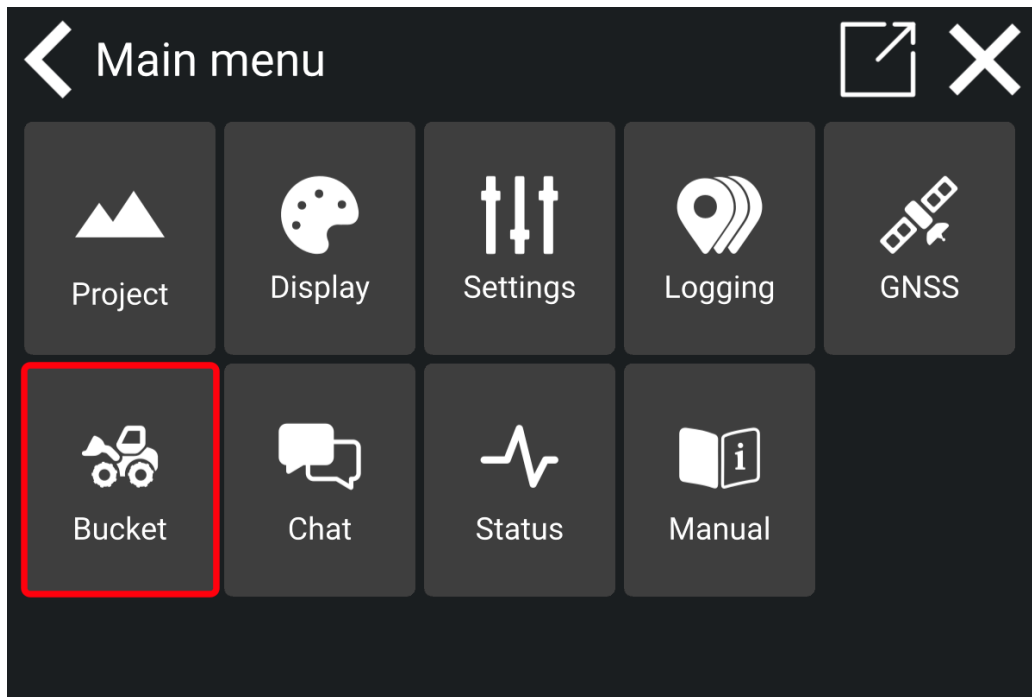 Main menu
Project
Display
Settings
Logging
GNSS
i
Bucket
Chat
Status
Manual